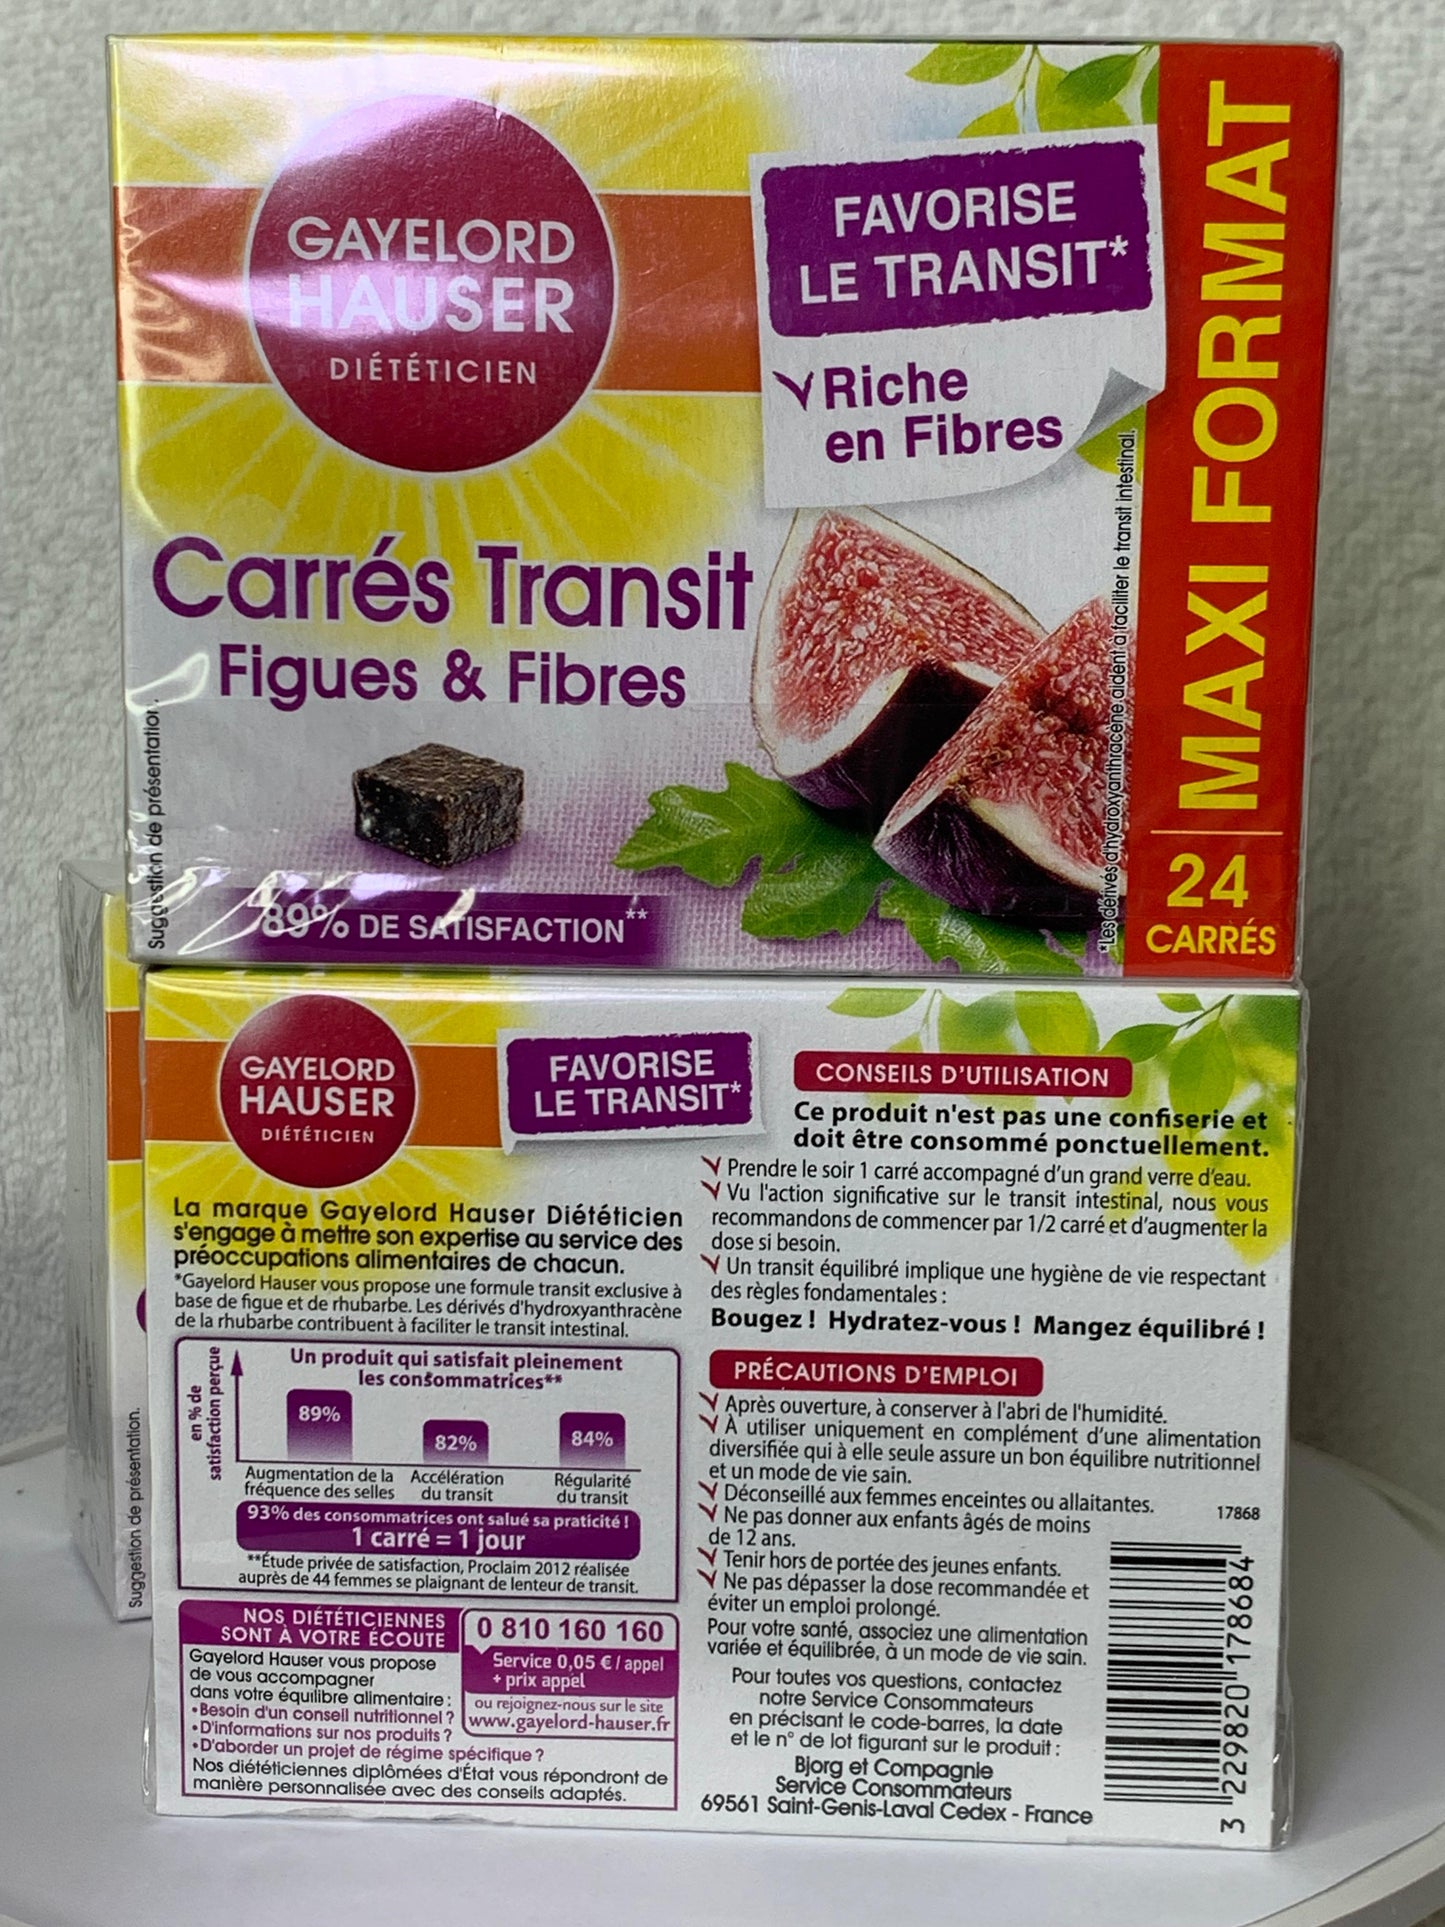 GAYELORD
HAUSER
DIÉTÉTICIEN
FAVORISE
LE TRANSIT*
Riche
en Fibres
Carrés Transit
Figues & Fibres
Suggestion de présentation.
89% DE SATISFACTION**
*Les dérivés d'hydroxyanthracène aident à faciliter le transit intestinal.
MAXI FORMAT
24
CARRÉS
GAYELORD
HAUSER
DIÉTÉTICIEN
FAVORISE
LE TRANSIT*
La marque Gayelord Hauser Diététicien
s'engage à mettre son expertise au service des
préoccupations alimentaires de chacun.
*Gayelord Hauser vous propose une formule transit exclusive à
base de figue et de rhubarbe. Les dérivés d'hydroxyanthracène
de la rhubarbe contribuent à faciliter le transit intestinal.
en % de
satisfaction perçue
Un produit qui satisfait pleinement
les consommatrices**
89%
82%
84%
Augmentation de la
fréquence des selles
Accélération
du transit
Régularité
du transit
93% des consommatrices ont salué sa praticité !
1 carré = 1 jour
**Étude privée de satisfaction, Proclaim 2012 réalisée
auprès de 44 femmes se plaignant de lenteur de transit.
NOS DIÉTÉTICIENNES
SONT À VOTRE ÉCOUTE
Gayelord Hauser vous propose
de vous accompagner
dans votre équilibre alimentaire :
•Besoin d'un conseil nutritionnel ?
•D'informations sur nos produits ?
•D'aborder un projet de régime spécifique ?
Nos diététiciennes diplômées d'État vous répondront de
manière personnalisée avec des conseils adaptés.
0 810 160 160
Service 0,05 € / appel
+ prix appel
ou rejoignez-nous sur le site
www.gayelord-hauser.fr
CONSEILS D'UTILISATION
Ce produit n'est pas une confiserie et
doit être consommé ponctuellement.
Prendre le soir 1 carré accompagné d'un grand verre d'eau.
Vu l'action significative sur le transit intestinal, nous vous
recommandons de commencer par 1/2 carré et d'augmenter la
dose si besoin.
Un transit équilibré implique une hygiène de vie respectant
des règles fondamentales :
Bougez ! Hydratez-vous ! Mangez équilibré !
PRÉCAUTIONS D'EMPLOI
Après ouverture, à conserver à l'abri de l'humidité.
À utiliser uniquement en complément d'une alimentation
diversifiée qui à elle seule assure un bon équilibre nutritionnel
et un mode de vie sain.
Déconseillé aux femmes enceintes ou allaitantes.
Ne pas donner aux enfants âgés de moins
de 12 ans.
Tenir hors de portée des jeunes enfants.
Ne pas dépasser la dose recommandée et
éviter un emploi prolongé.
Pour votre santé, associez une alimentation
variée et équilibrée, à un mode de vie sain.
Pour toutes vos questions, contactez
notre Service Consommateurs
en précisant le code-barres, la date
et le n° de lot figurant sur le produit :
Bjorg et Compagnie
Service Consommateurs
69561 Saint-Genis-Laval Cedex - France
17868
3 229820 178684
Suggestion de présentation.